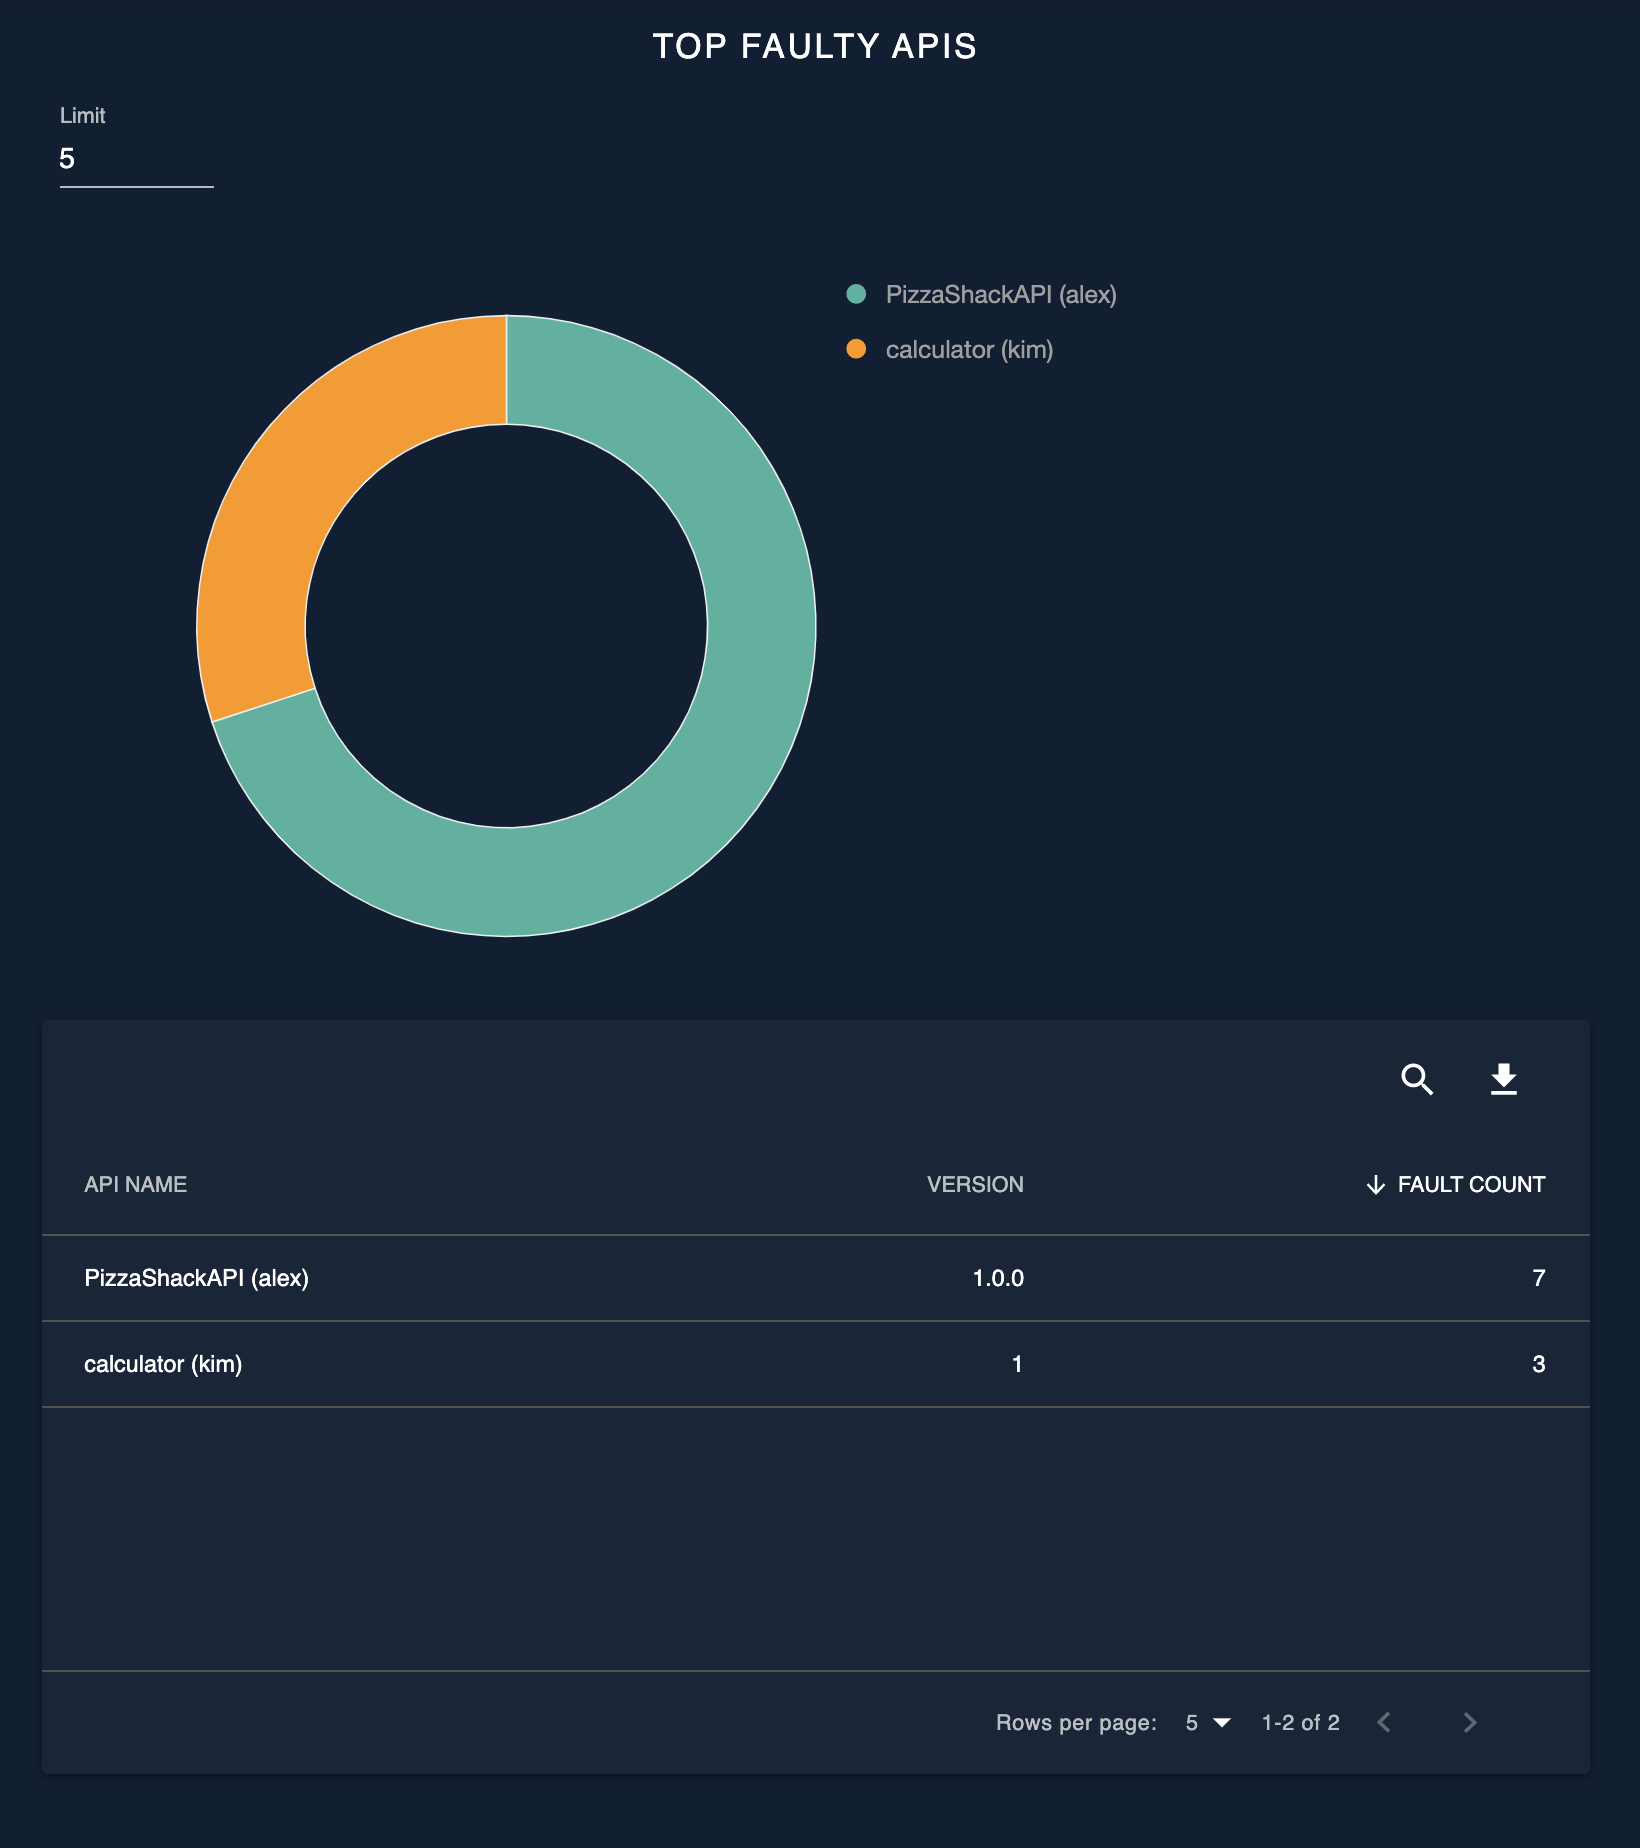 TOP FAULTY APIS
Limit
5
PizzaShackAPI (alex)
calculator (kim)
API NAME VERSION FAULT COUNT
PizzaShackAPI (alex) 1.0.0 7
calculator (kim) 1 3
Rows per page: 5 1-2 of 2